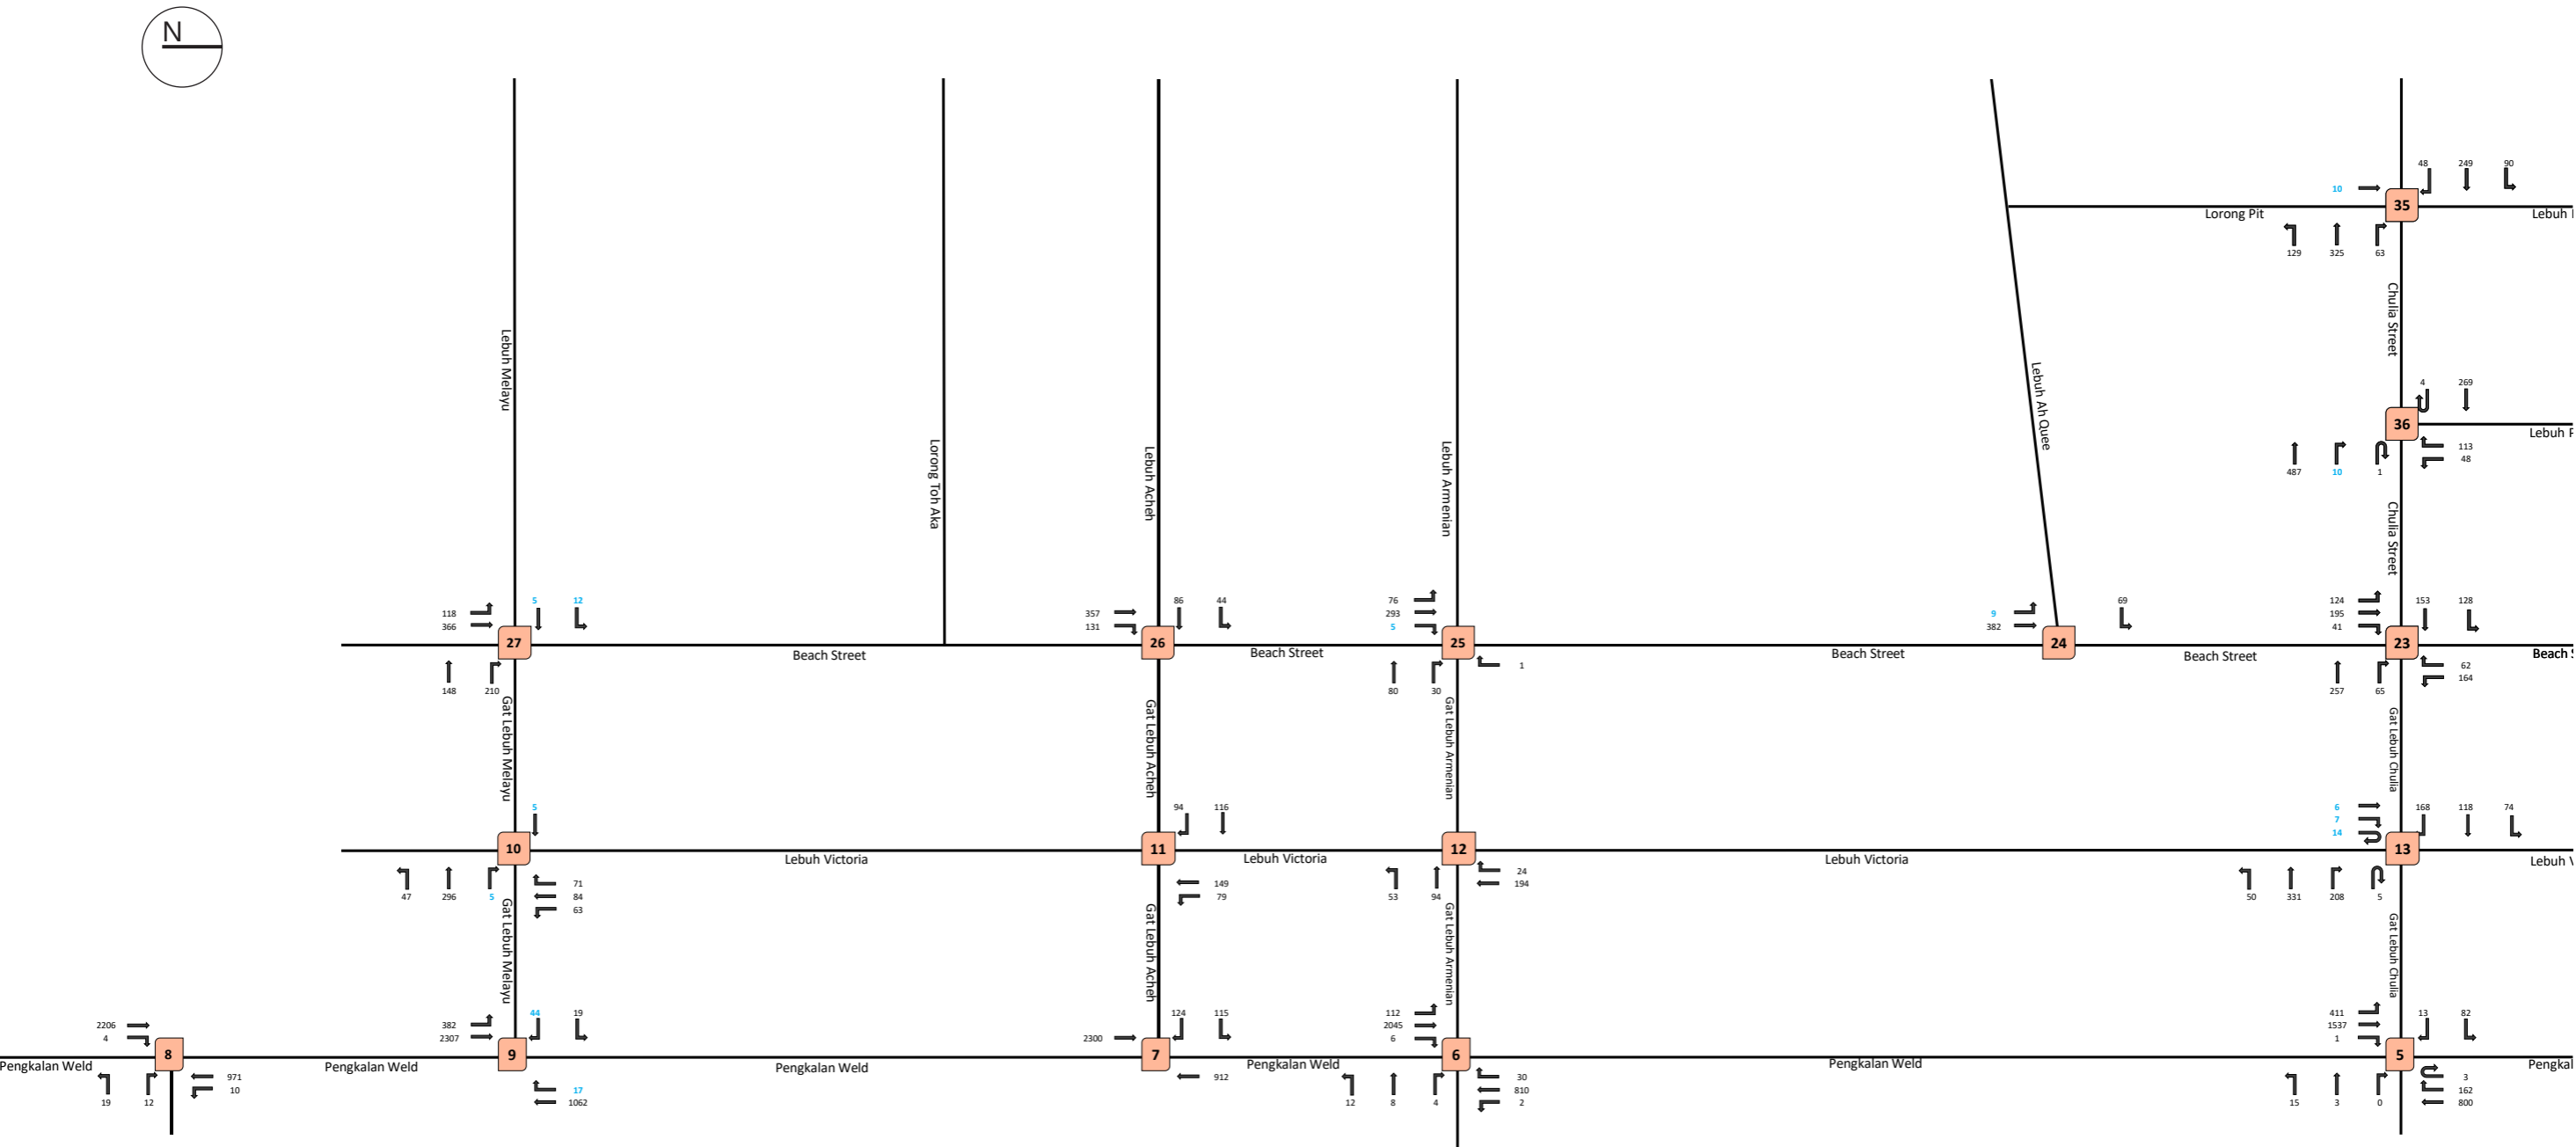 N
48 249 90
10
35
Lorong Pit
Lebuh
129 325 63
Chulia Street
Lebuh Melayu
Lebuh Ah Quee
4 269
36
Lebuh
113
48
487 10 1
Lorong Toh Aka
Lebuh Acheh
Lebuh Armenian
Chulia Street
5 12
118
366
27
148 210
Beach Street
86 44
357
131
26
Beach Street
76
293
5
25
1
80 30
Beach Street
69
9
382
24
Beach Street
124
195
41
153 128
23
Beach
62
164
257 65
Gat Lebuh Melayu
Gat Lebuh Acheh
Gat Lebuh Armenian
Gat Lebuh Chulia
5
10
47 296 5
71
84
63
Lebuh Victoria
94 116
11
149
79
Lebuh Victoria
12
24
194
53 94
Lebuh Victoria
6
7
14
168 118 74
13
Lebuh
50 331 208 5
Gat Lebuh Melayu
Gat Lebuh Acheh
Gat Lebuh Armenian
Gat Lebuh Chulia
2206
4
8
Pengkalan Weld
19 12
971
10
Pengkalan Weld
382
2307
44 19
9
17
1062
Pengkalan Weld
2300
124 115
7
912
Pengkalan Weld
112
2045
6
6
12 8 4
30
810
2
Pengkalan Weld
411
1537
1
13 82
5
15 3 0
3
162
800
Pengkal